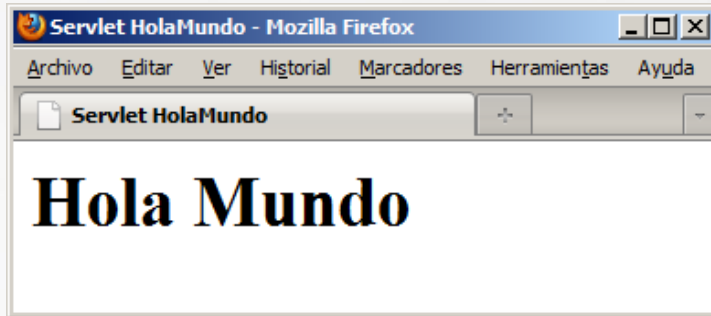 Servlet HolaMundo - Mozilla Firefox
Archivo Editar Ver Historial Marcadores Herramientas Ayuda
Servlet HolaMundo
Hola Mundo